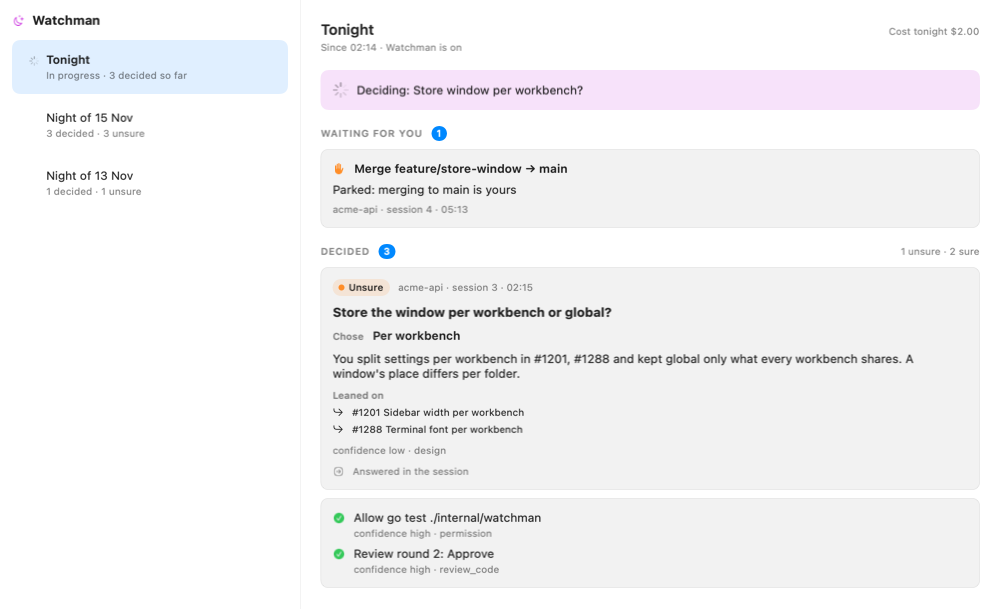 Watchman
Tonight
In progress · 3 decided so far
Night of 15 Nov
3 decided · 3 unsure
Night of 13 Nov
1 decided · 1 unsure
Tonight
Cost tonight $2.00
Since 02:14 · Watchman is on
Deciding: Store window per workbench?
WAITING FOR YOU 1
Merge feature/store-window → main
Parked: merging to main is yours
acme-api · session 4 · 05:13
DECIDED 3
1 unsure · 2 sure
Unsure acme-api · session 3 · 02:15
Store the window per workbench or global?
Chose Per workbench
You split settings per workbench in #1201, #1288 and kept global only what every workbench shares. A
window's place differs per folder.
Leaned on
#1201 Sidebar width per workbench
#1288 Terminal font per workbench
confidence low · design
Answered in the session
Allow go test ./internal/watchman
confidence high · permission
Review round 2: Approve
confidence high · review_code